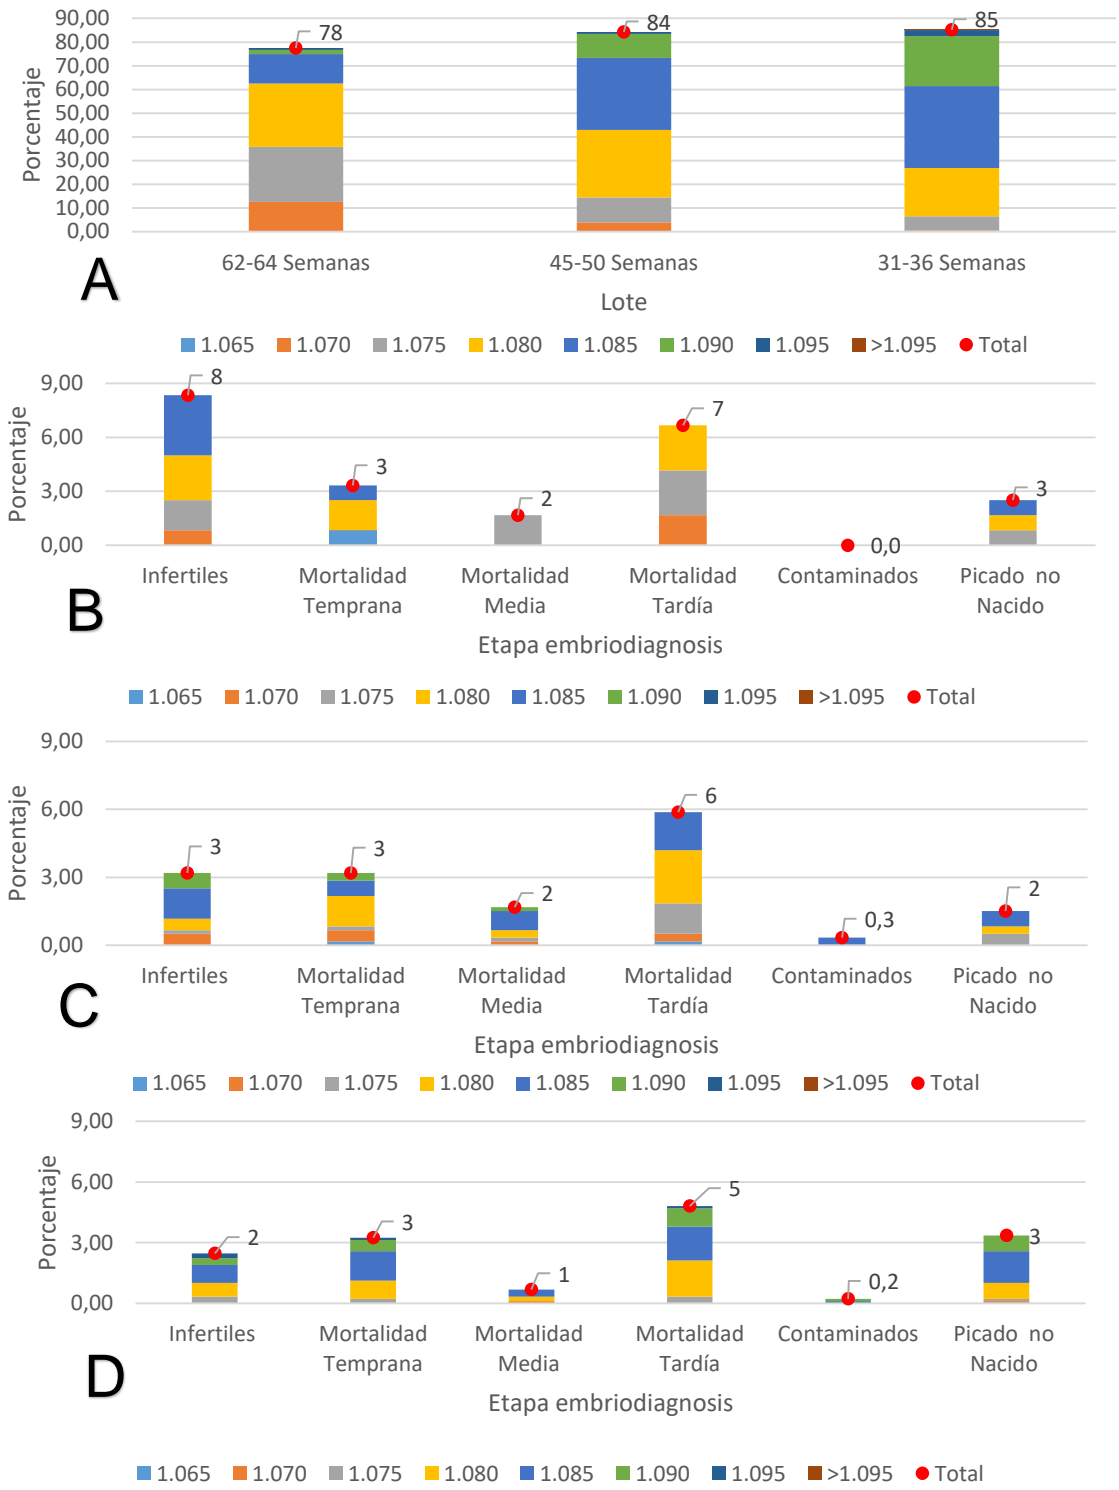 90,00
80,00
70,00
60,00
50,00
40,00
30,00
20,00
10,00
0,00
Porcentaje
78
84
85
62-64 Semanas 45-50 Semanas 31-36 Semanas
Lote
A
1.065 1.070 1.075 1.080 1.085 1.090 1.095 >1.095 Total
9,00
6,00
3,00
0,00
Porcentaje
8
3
2
7
0,0
3
Infertiles Mortalidad Temprana Mortalidad Media Mortalidad Tardía Contaminados Picado no Nacido
Etapa embriodiagnosis
B
1.065 1.070 1.075 1.080 1.085 1.090 1.095 >1.095 Total
9,00
6,00
3,00
0,00
Porcentaje
3
3
2
6
0,3
2
Infertiles Mortalidad Temprana Mortalidad Media Mortalidad Tardía Contaminados Picado no Nacido
Etapa embriodiagnosis
C
1.065 1.070 1.075 1.080 1.085 1.090 1.095 >1.095 Total
9,00
6,00
3,00
0,00
Porcentaje
2
3
1
5
0,2
3
Infertiles Mortalidad Temprana Mortalidad Media Mortalidad Tardía Contaminados Picado no Nacido
Etapa embriodiagnosis
D
1.065 1.070 1.075 1.080 1.085 1.090 1.095 >1.095 Total